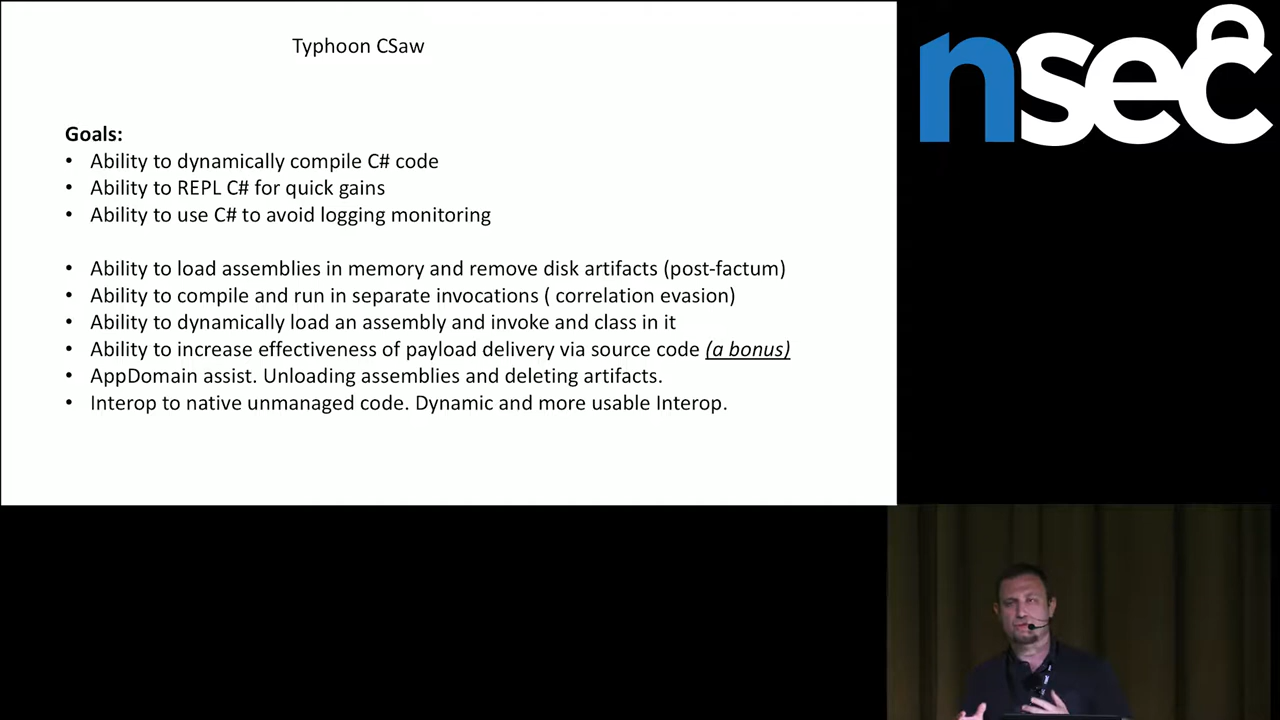 Typhoon CSaw
nsec
Goals:
• Ability to dynamically compile C# code
• Ability to REPL C# for quick gains
• Ability to use C# to avoid logging monitoring
• Ability to load assemblies in memory and remove disk artifacts (post-factum)
• Ability to compile and run in separate invocations ( correlation evasion)
• Ability to dynamically load an assembly and invoke and class in it
• Ability to increase effectiveness of payload delivery via source code (a bonus)
• AppDomain assist. Unloading assemblies and deleting artifacts.
• Interop to native unmanaged code. Dynamic and more usable Interop.